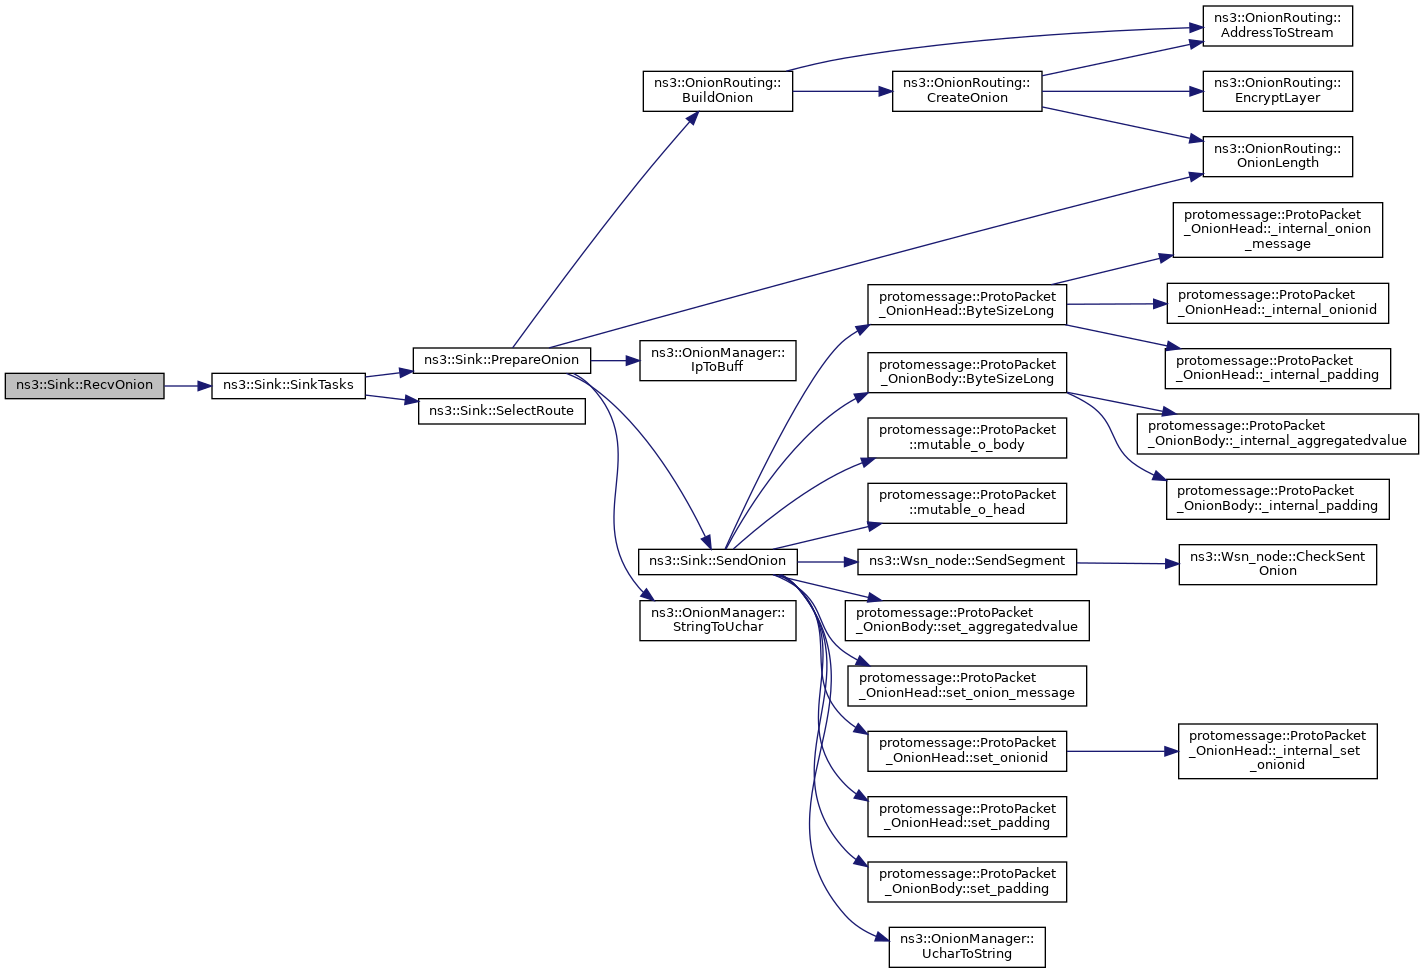 ns3::Sink::RecvOnion
ns3::Sink::SinkTasks
ns3::Sink::PrepareOnion
ns3::Sink::SelectRoute
ns3::OnionRouting::
BuildOnion
ns3::OnionManager::
IpToBuff
ns3::Sink::SendOnion
ns3::OnionManager::
StringToUchar
ns3::OnionRouting::
CreateOnion
protomessage::ProtoPacket
_OnionHead::ByteSizeLong
protomessage::ProtoPacket
_OnionBody::ByteSizeLong
protomessage::ProtoPacket
::mutable_o_body
protomessage::ProtoPacket
::mutable_o_head
ns3::Wsn_node::SendSegment
protomessage::ProtoPacket
_OnionBody::set_aggregatedvalue
protomessage::ProtoPacket
_OnionHead::set_onion_message
protomessage::ProtoPacket
_OnionHead::set_onionid
protomessage::ProtoPacket
_OnionHead::set_padding
protomessage::ProtoPacket
_OnionBody::set_padding
ns3::OnionManager::
UcharToString
ns3::OnionRouting::
AddressToStream
ns3::OnionRouting::
EncryptLayer
ns3::OnionRouting::
OnionLength
protomessage::ProtoPacket
_OnionHead::_internal_onion
_message
protomessage::ProtoPacket
_OnionHead::_internal_onionid
protomessage::ProtoPacket
_OnionHead::_internal_padding
protomessage::ProtoPacket
_OnionBody::_internal_aggregatedvalue
protomessage::ProtoPacket
_OnionBody::_internal_padding
ns3::Wsn_node::CheckSent
Onion
protomessage::ProtoPacket
_OnionHead::_internal_set
_onionid